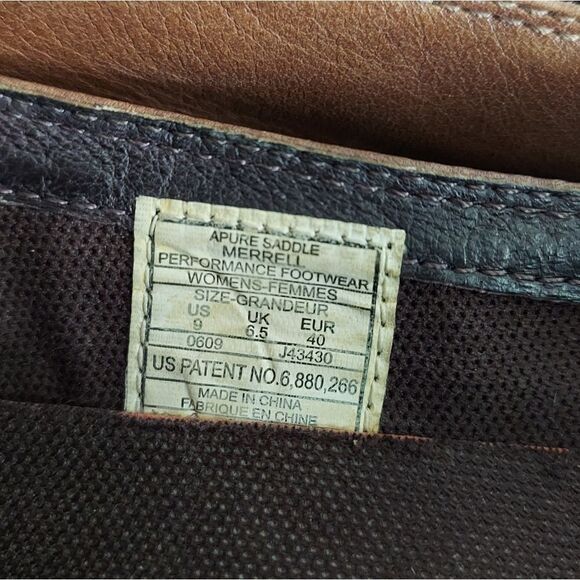 APURE SADDLE
MERRELL
PERFORMANCE FOOTWEAR
WOMENS-FEMMES
SIZE-GRANDEUR
US UK EUR
9 6.5 40
0609 J43430
US PATENT NO.6,880,266
MADE IN CHINA
FABRIQUE EN CHINE